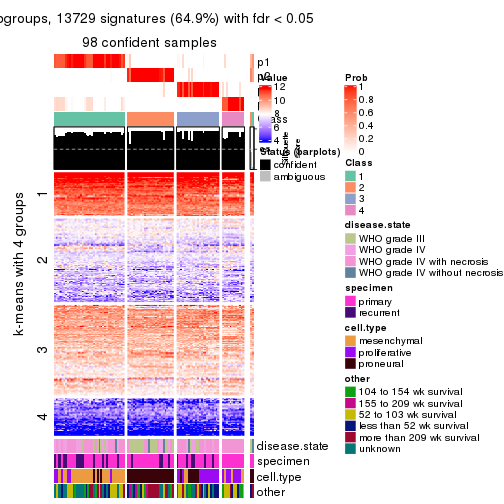 ogroups, 13729 signatures (64.9%) with fdr < 0.05
98 confident samples
p1
Value
12
10
8
6
4
Prob
1
0.8
0.6
0.4
0.2
0
Status (barplots)
confident
ambiguous
Silhouette
score
Class
1
2
3
4
k-means with 4 groups
1
2
3
4
disease.state
WHO grade III
WHO grade IV
WHO grade IV with necrosis
WHO grade IV without necrosis
specimen
primary
recurrent
cell.type
mesenchymal
proliferative
proneural
other
104 to 154 wk survival
155 to 209 wk survival
52 to 103 wk survival
less than 52 wk survival
more than 209 wk survival
unknown
disease.state
specimen
cell.type
other